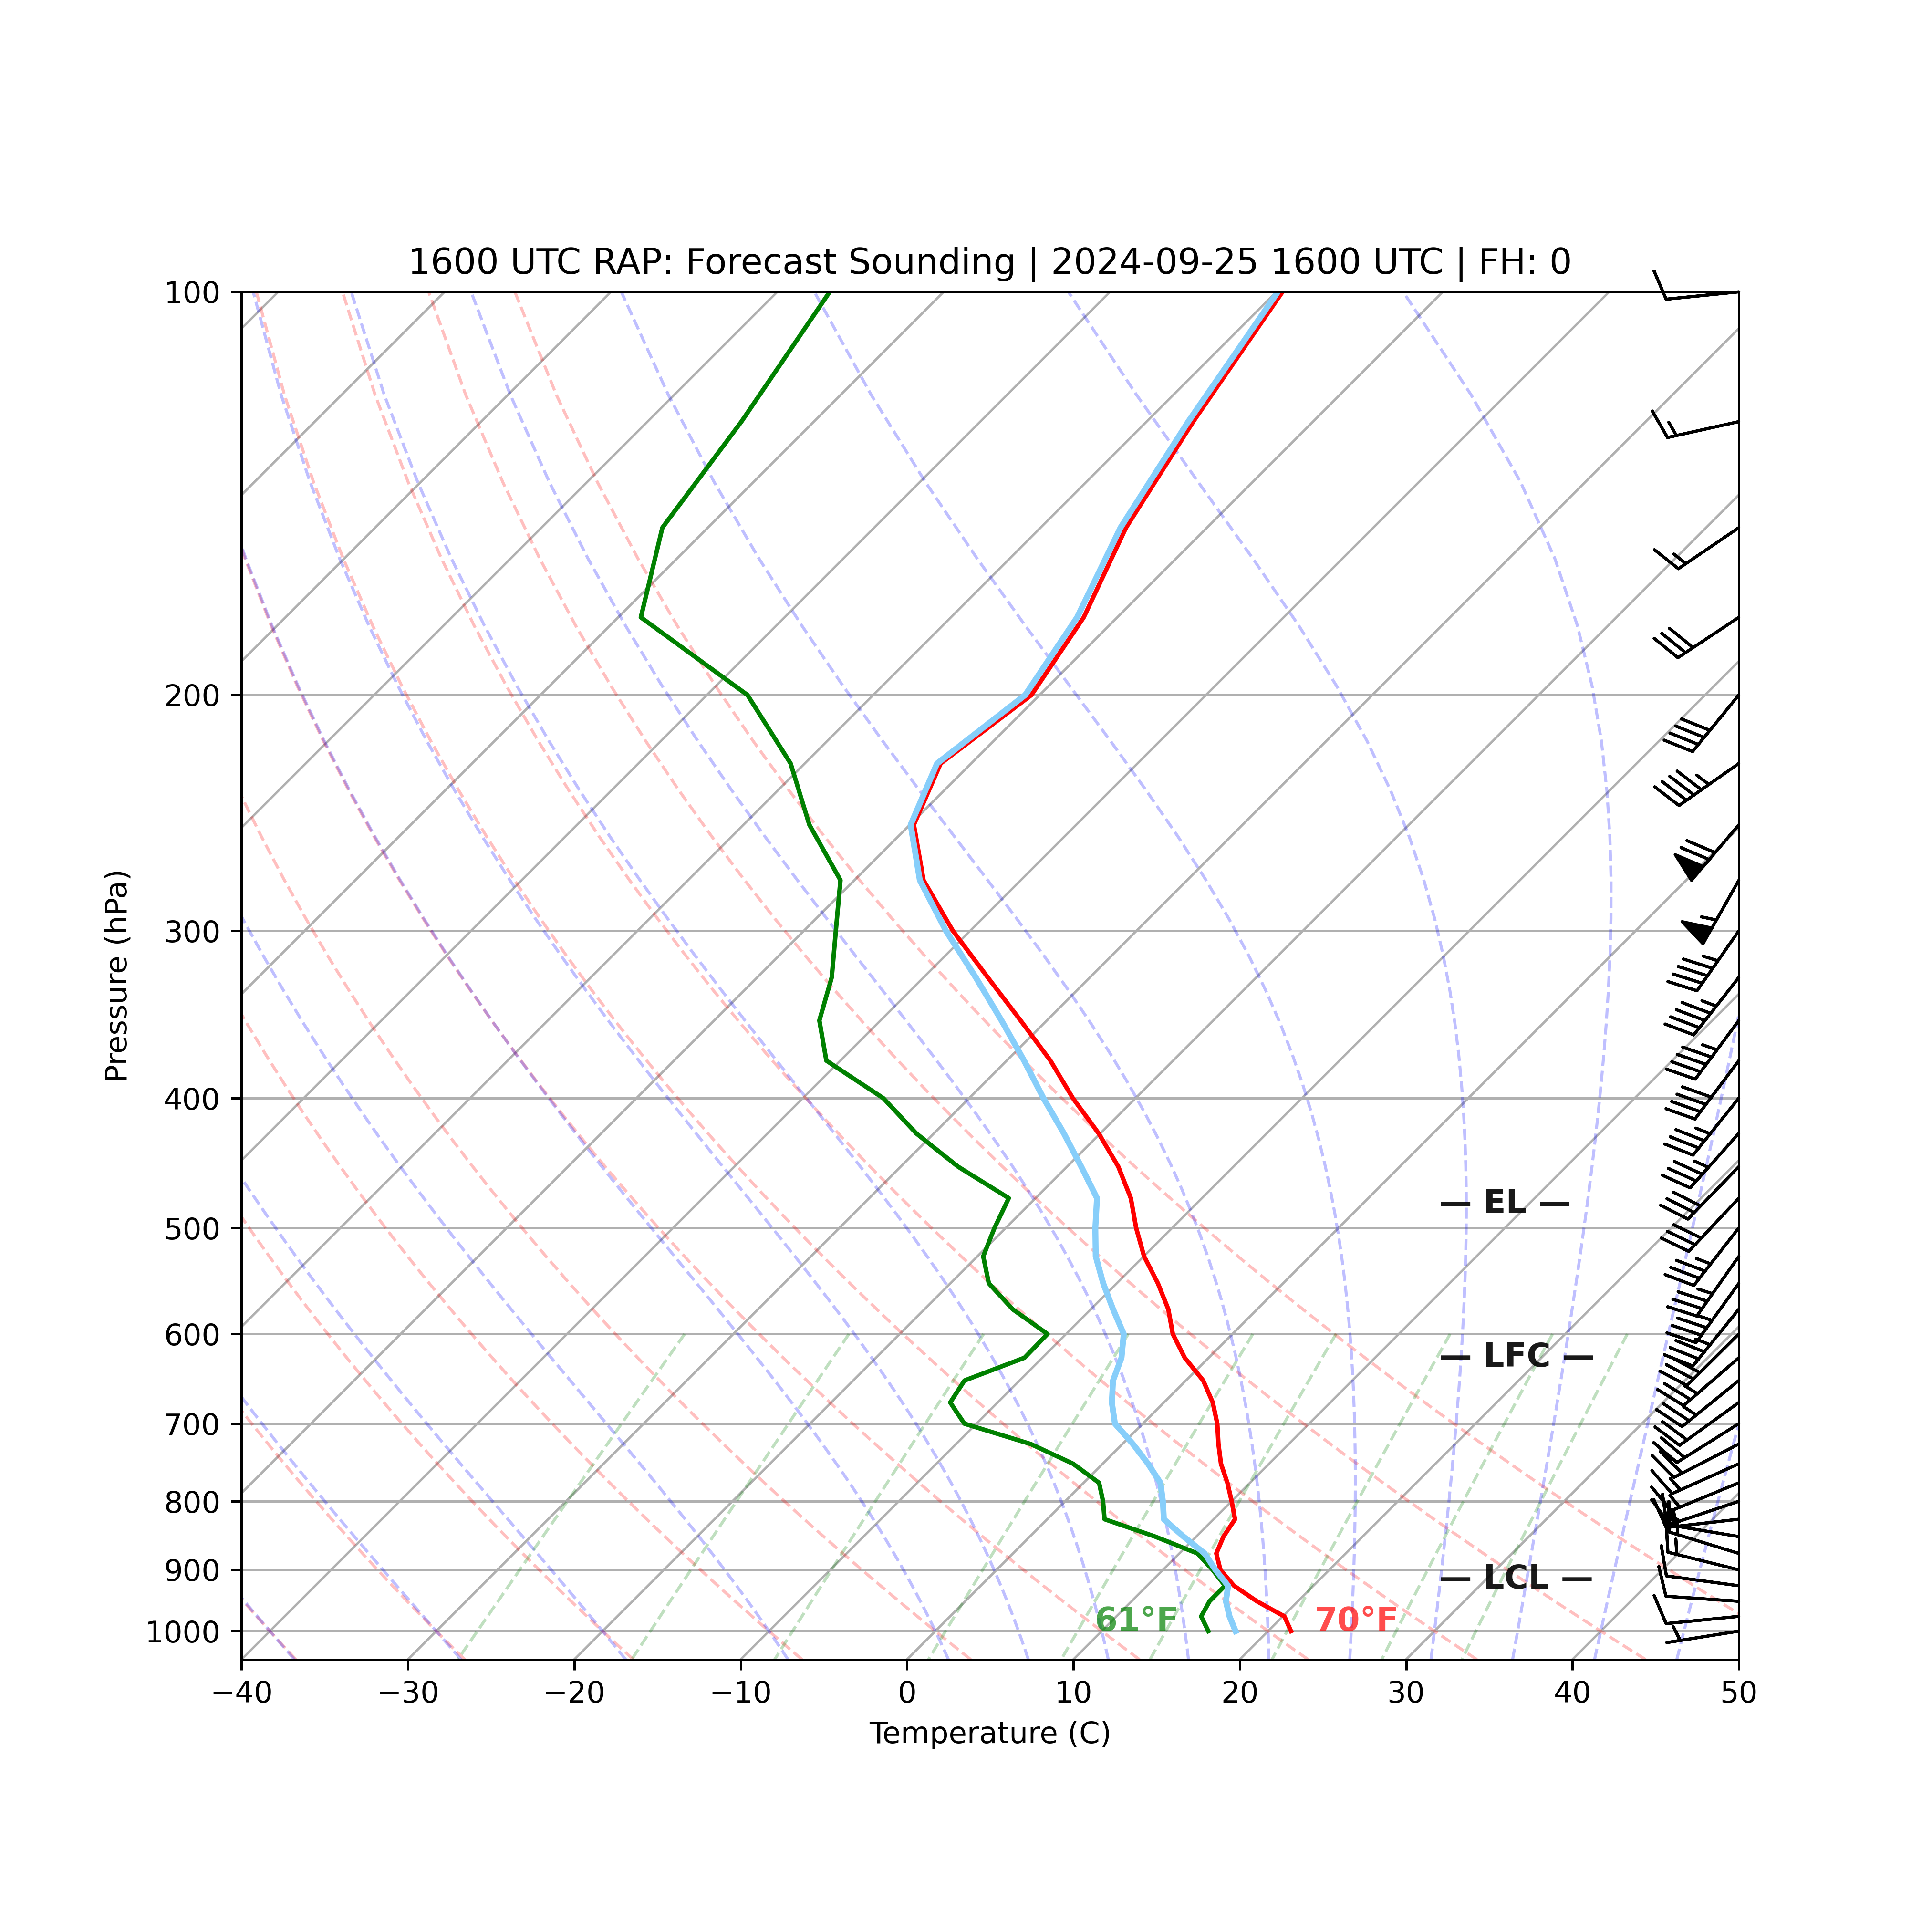 1600 UTC RAP: Forecast Sounding | 2024-09-25 1600 UTC | FH: 0
100
200
300
400
500
600
700
800
900
1000
Pressure (hPa)
— EL —
— LFC —
— LCL —
61°F
70°F
−40 −30 −20 −10 0 10 20 30 40 50
Temperature (C)